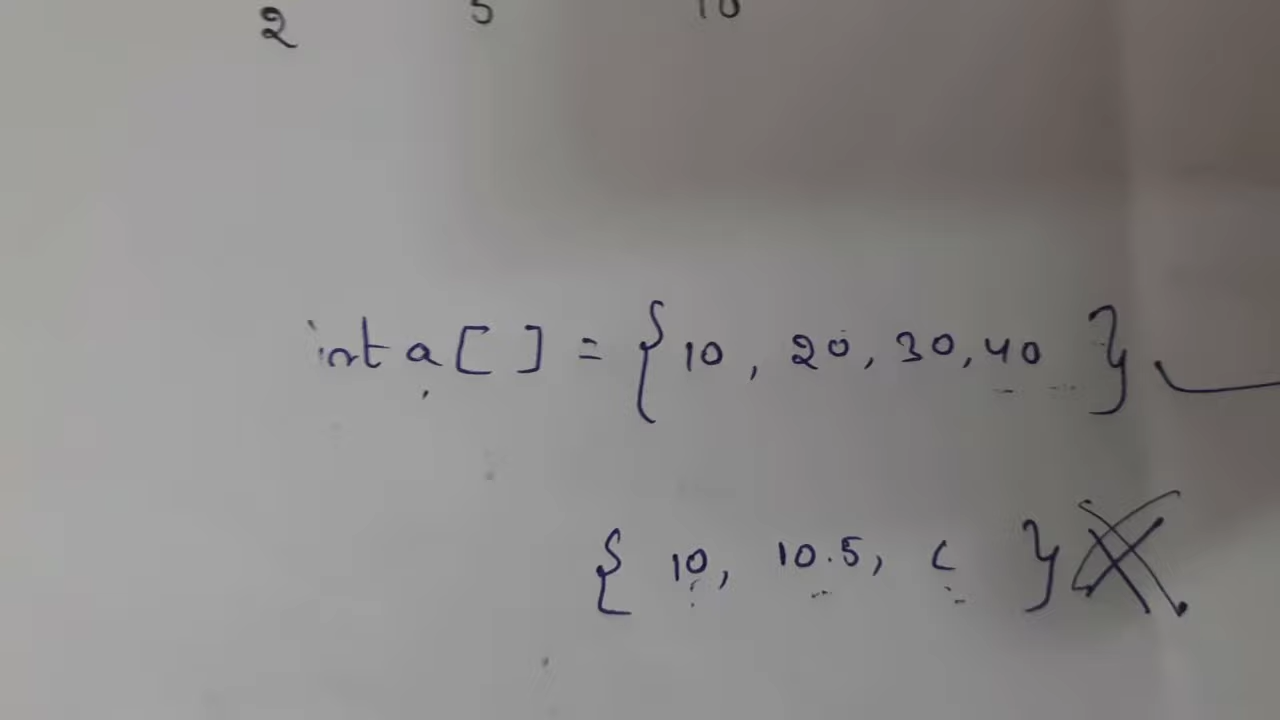 2 5 10
int a [ ] = { 10 , 20 , 30 , 40 }
{ 10 , 10.5 , c }